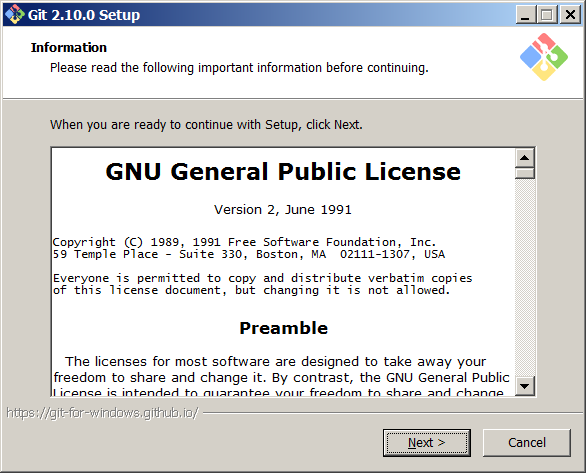 Git 2.10.0 Setup
Information
Please read the following important information before continuing.
When you are ready to continue with Setup, click Next.
GNU General Public License
Version 2, June 1991
Copyright (C) 1989, 1991 Free Software Foundation, Inc.
59 Temple Place - Suite 330, Boston, MA  02111-1307, USA
Everyone is permitted to copy and distribute verbatim copies
of this license document, but changing it is not allowed.
Preamble
The licenses for most software are designed to take away your
freedom to share and change it. By contrast, the GNU General Public
License is intended to guarantee your freedom to share and change
https://git-for-windows.github.io/
Next >
Cancel